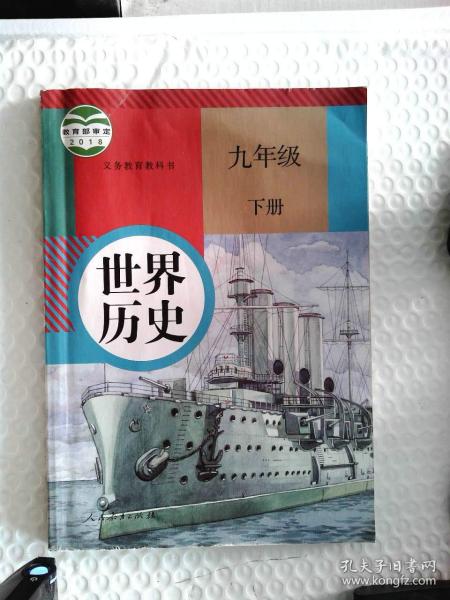 教育部审定
2018
义务教育教科书
九年级
下册
世界
历史
人民教育出版社
孔夫子旧书网
www.kongfz.com